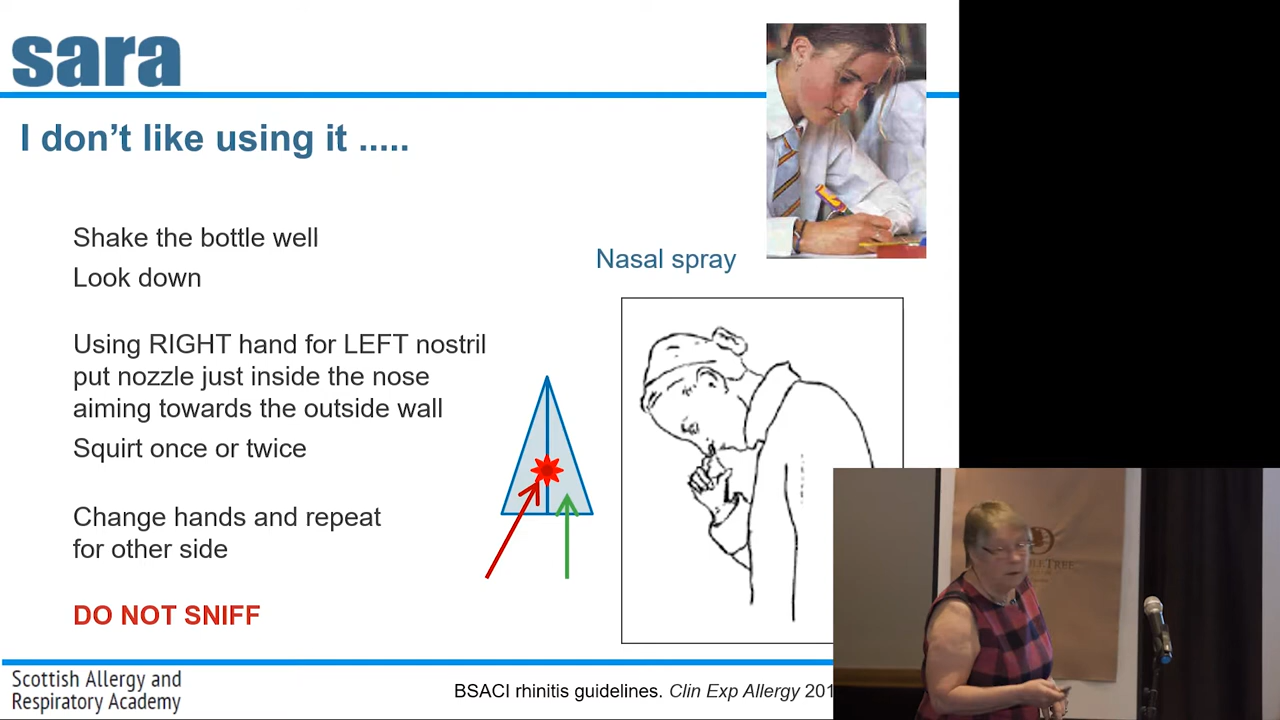 sara
I don't like using it .....
Shake the bottle well
Look down
Nasal spray
Using RIGHT hand for LEFT nostril
put nozzle just inside the nose
aiming towards the outside wall
Squirt once or twice
Change hands and repeat
for other side
DO NOT SNIFF
Scottish Allergy and
Respiratory Academy
BSACI rhinitis guidelines. Clin Exp Allergy 201